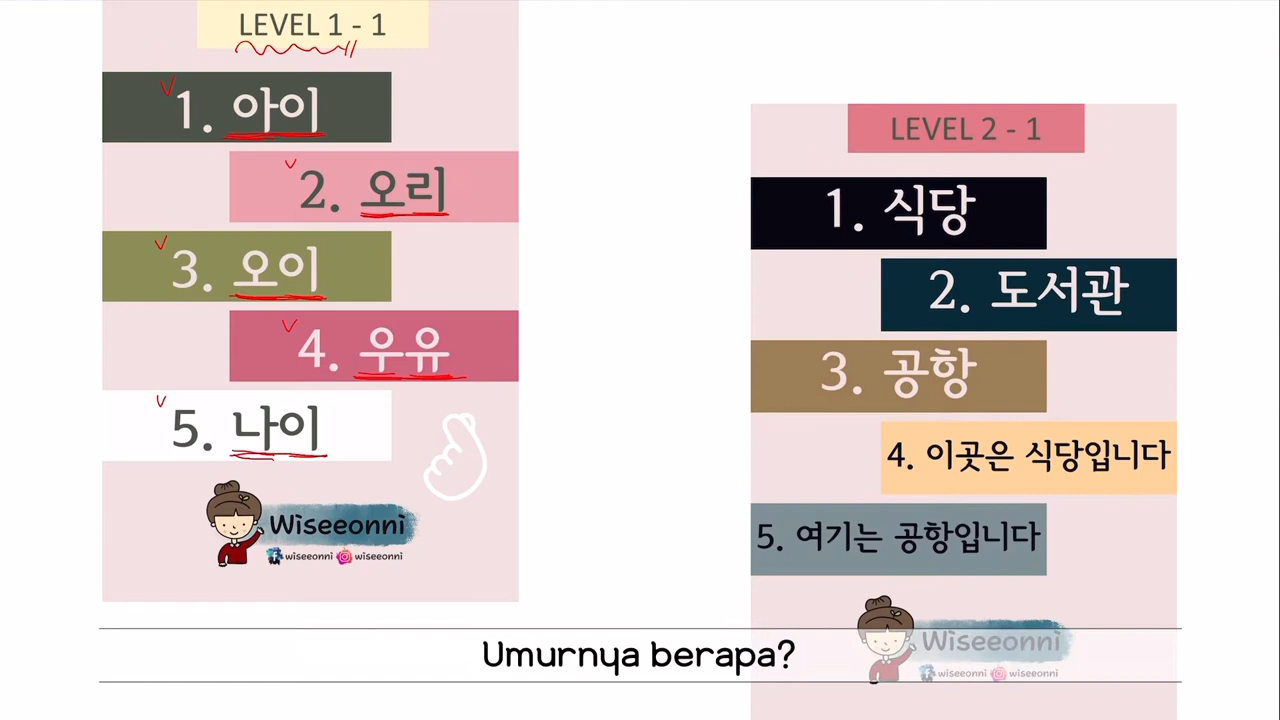 LEVEL 1 - 1
1. 아이
2. 오리
3. 오이
4. 우유
5. 나이
Wiseeonni
wiseeonni wiseeonni
LEVEL 2 - 1
1. 식당
2. 도서관
3. 공항
4. 이곳은 식당입니다
5. 여기는 공항입니다
Wiseeonni
wiseeonni wiseeonni
Umurnya berapa?